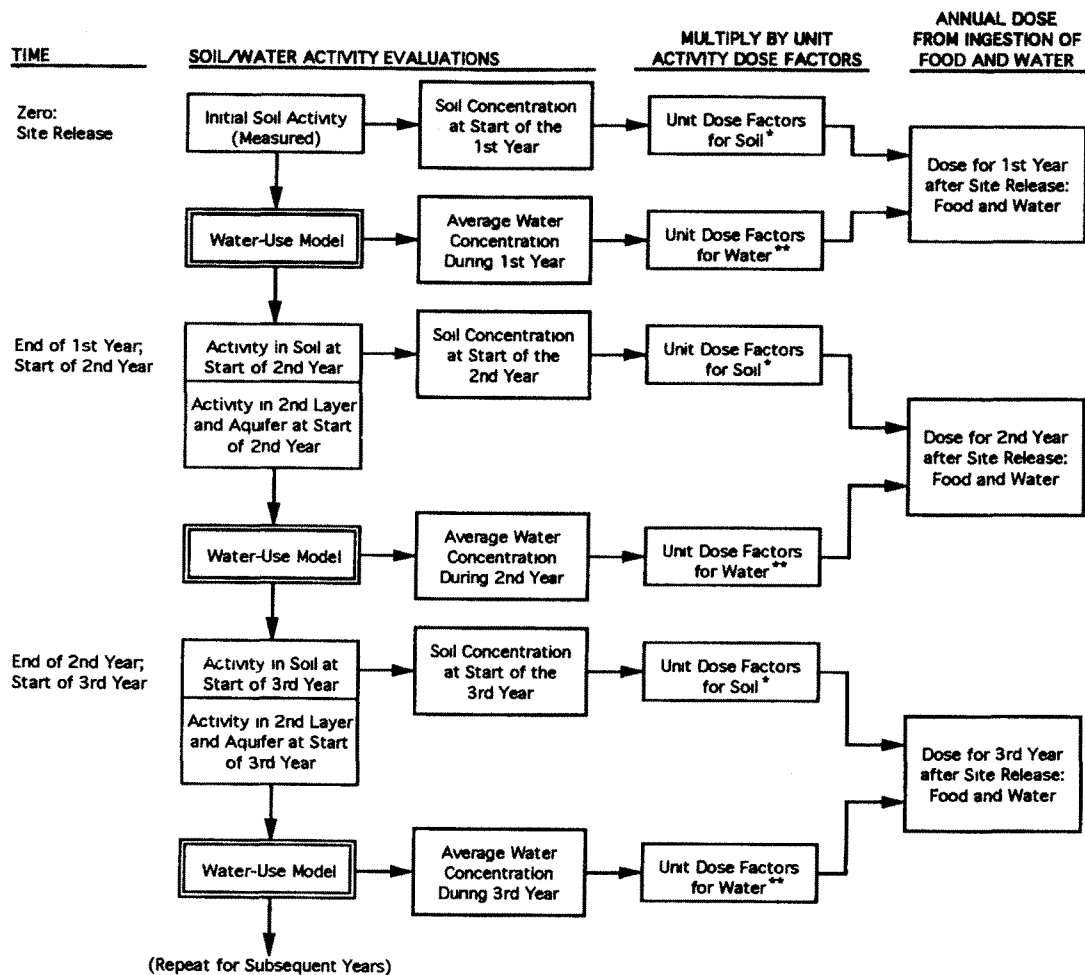 TIME
SOIL/WATER ACTIVITY EVALUATIONS
MULTIPLY BY UNIT
ACTIVITY DOSE FACTORS
ANNUAL DOSE
FROM INGESTION OF
FOOD AND WATER
Zero:
Site Release
Initial Soil Activity
(Measured)
Soil Concentration
at Start of the
1st Year
Unit Dose Factors
for Soil*
Dose for 1st Year
after Site Release:
Food and Water
Water-Use Model
Average Water
Concentration
During 1st Year
Unit Dose Factors
for Water**
End of 1st Year;
Start of 2nd Year
Activity in Soil at
Start of 2nd Year
Soil Concentration
at Start of the
2nd Year
Unit Dose Factors
for Soil*
Activity in 2nd Layer
and Aquifer at Start
of 2nd Year
Dose for 2nd Year
after Site Release:
Food and Water
Water-Use Model
Average Water
Concentration
During 2nd Year
Unit Dose Factors
for Water**
End of 2nd Year;
Start of 3rd Year
Activity in Soil at
Start of 3rd Year
Soil Concentration
at Start of the
3rd Year
Unit Dose Factors
for Soil*
Activity in 2nd Layer
and Aquifer at Start
of 3rd Year
Dose for 3rd Year
after Site Release:
Food and Water
Water-Use Model
Average Water
Concentration
During 3rd Year
Unit Dose Factors
for Water**
(Repeat for Subsequent Years)